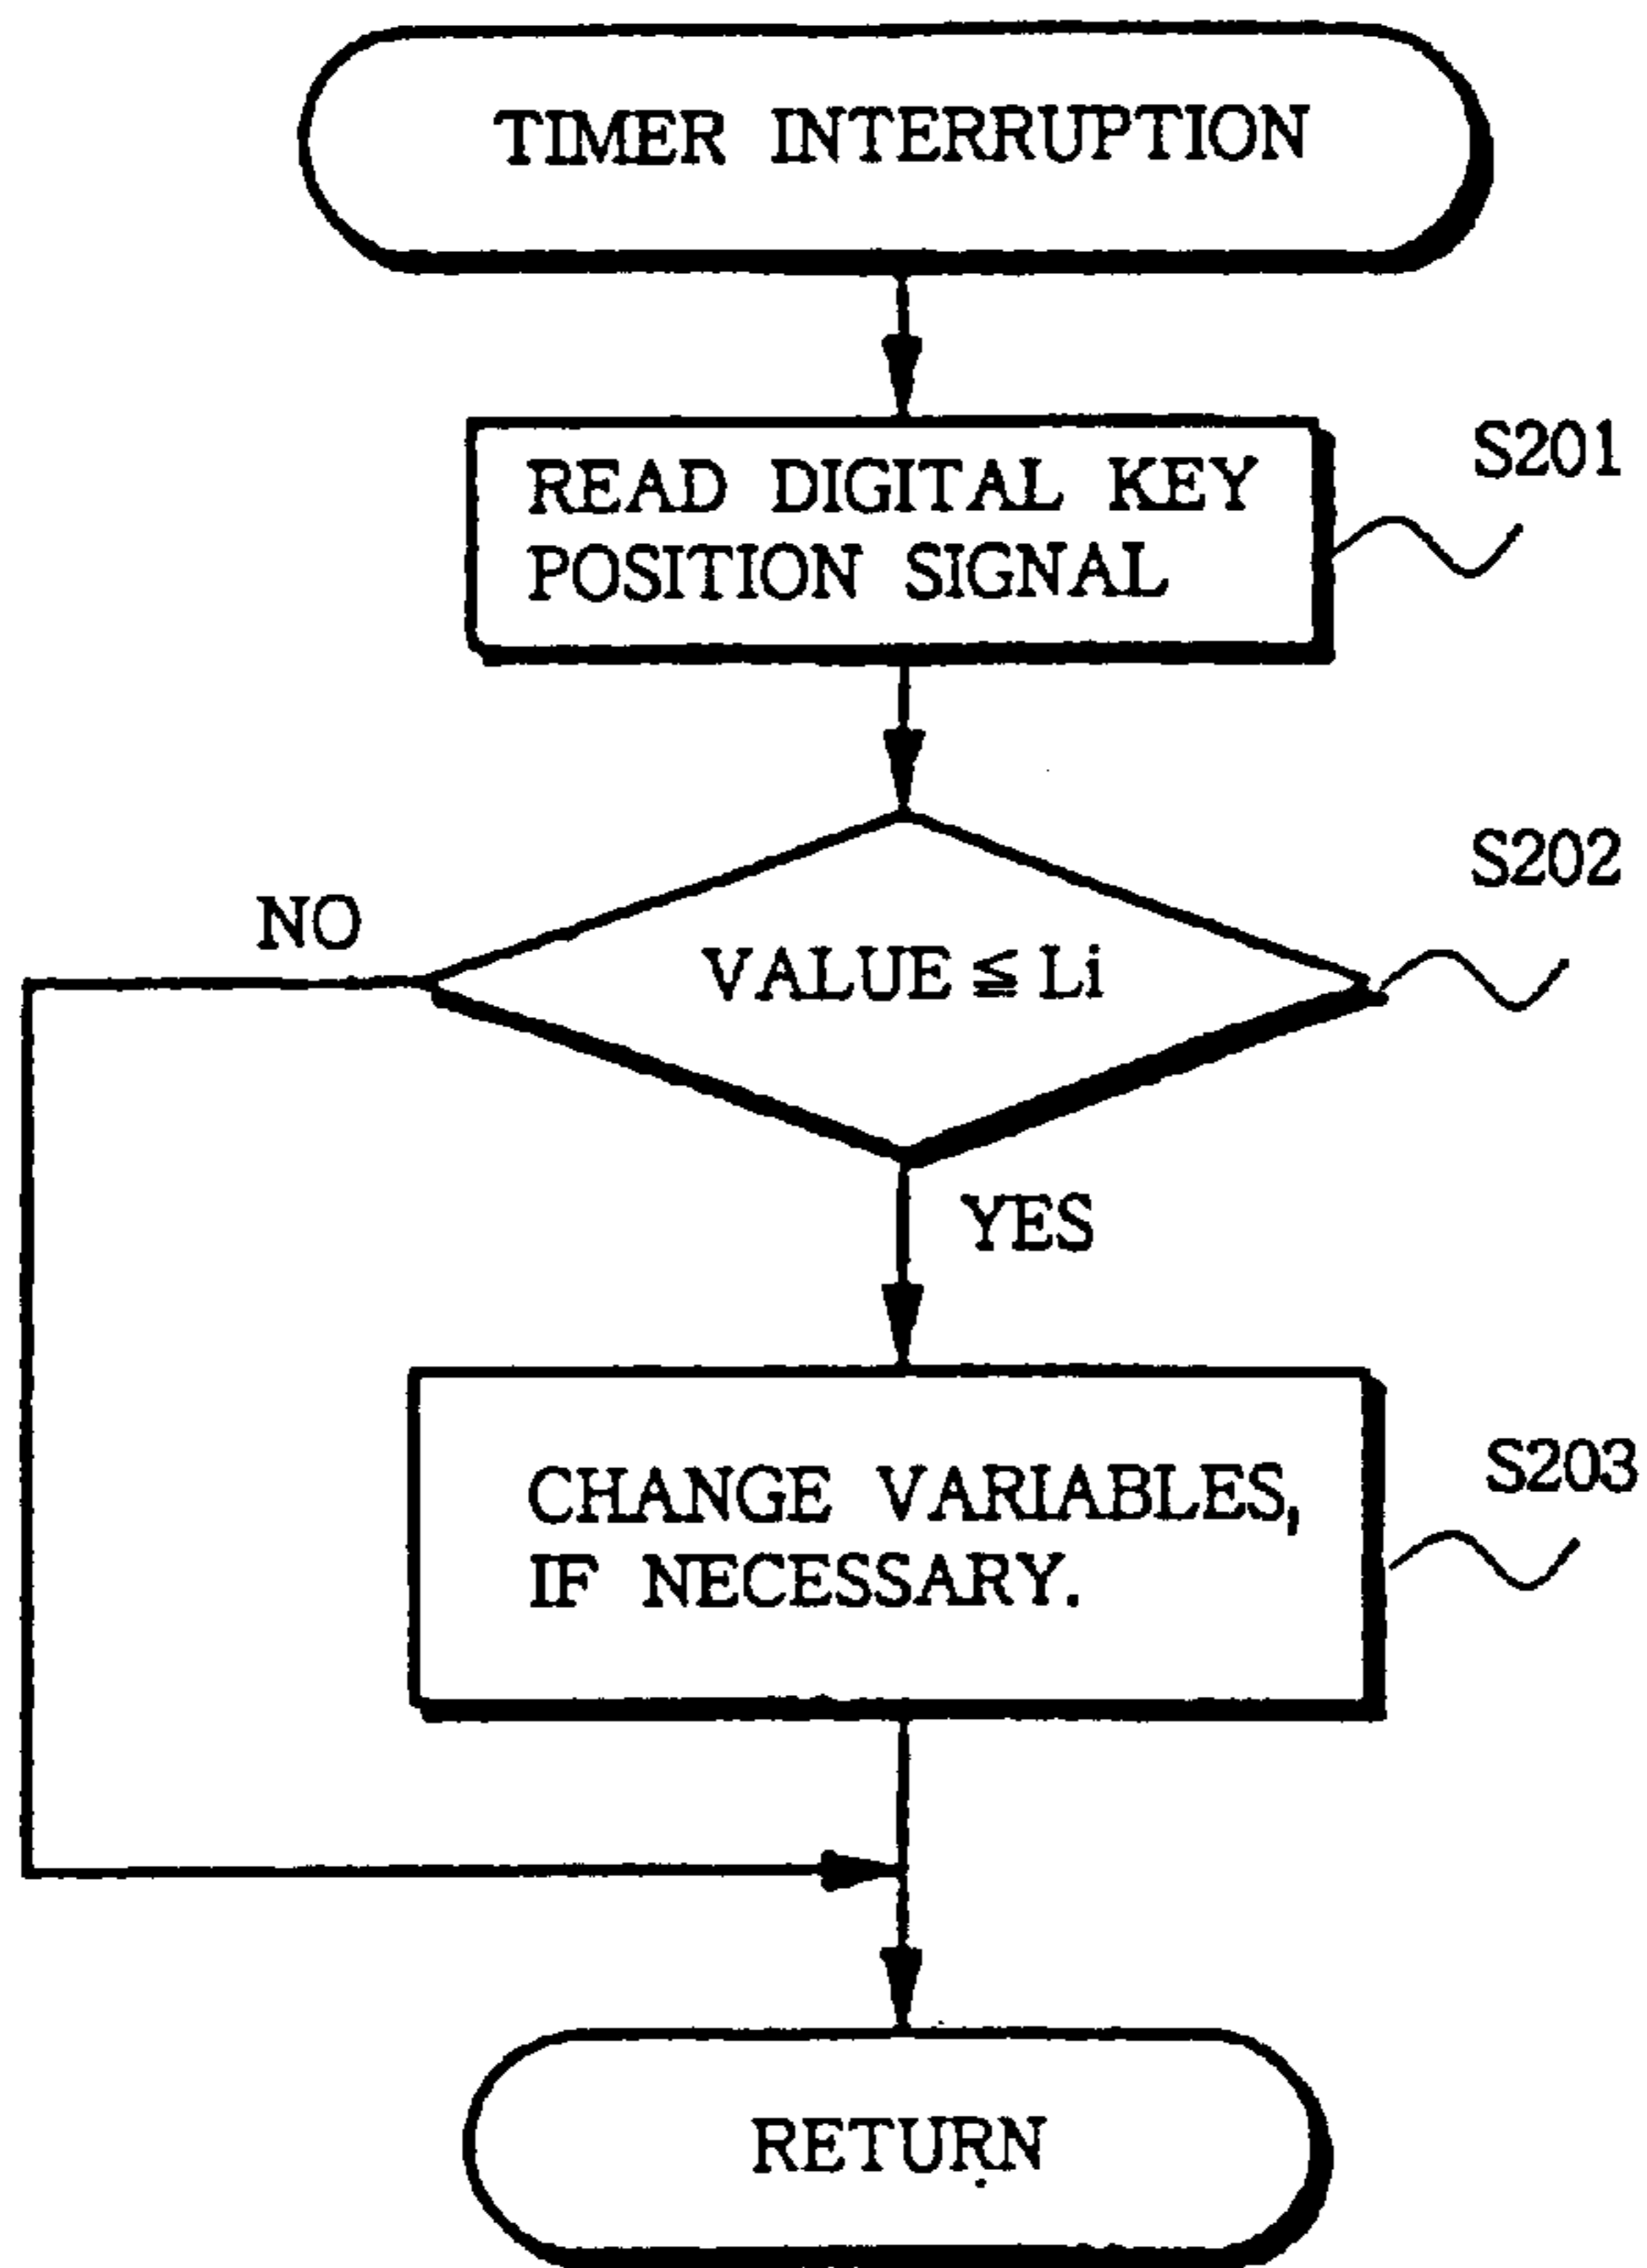 TIMER INTERRUPTION
READ DIGITAL KEY
POSITION SIGNAL
S201
S202
NO
VALUE ≦ Li
YES
CHANGE VARIABLES,
IF NECESSARY.
S203
RETURN